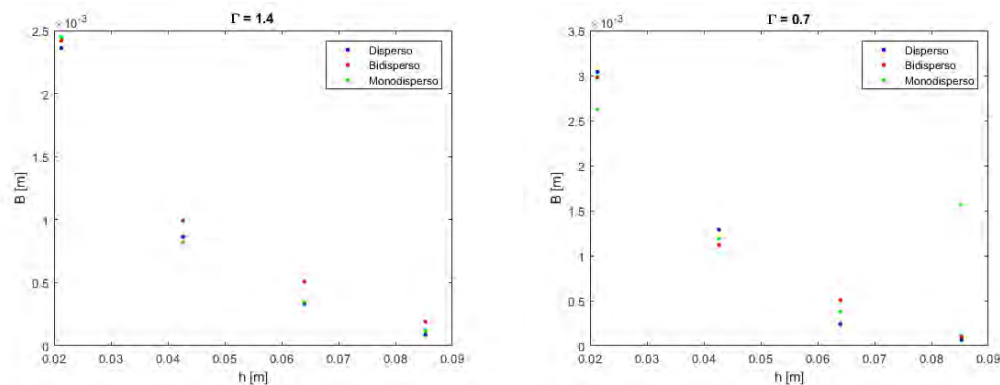 ×10⁻³
Γ = 1.4
2.5
2
1.5
1
0.5
0
B [m]
Disperso
Bidisperso
Monodisperso
0.02 0.03 0.04 0.05 0.06 0.07 0.08 0.09
h [m]
×10⁻³
Γ = 0.7
3.5
3
2.5
2
1.5
1
0.5
0
B [m]
Disperso
Bidisperso
Monodisperso
0.02 0.03 0.04 0.05 0.06 0.07 0.08 0.09
h [m]